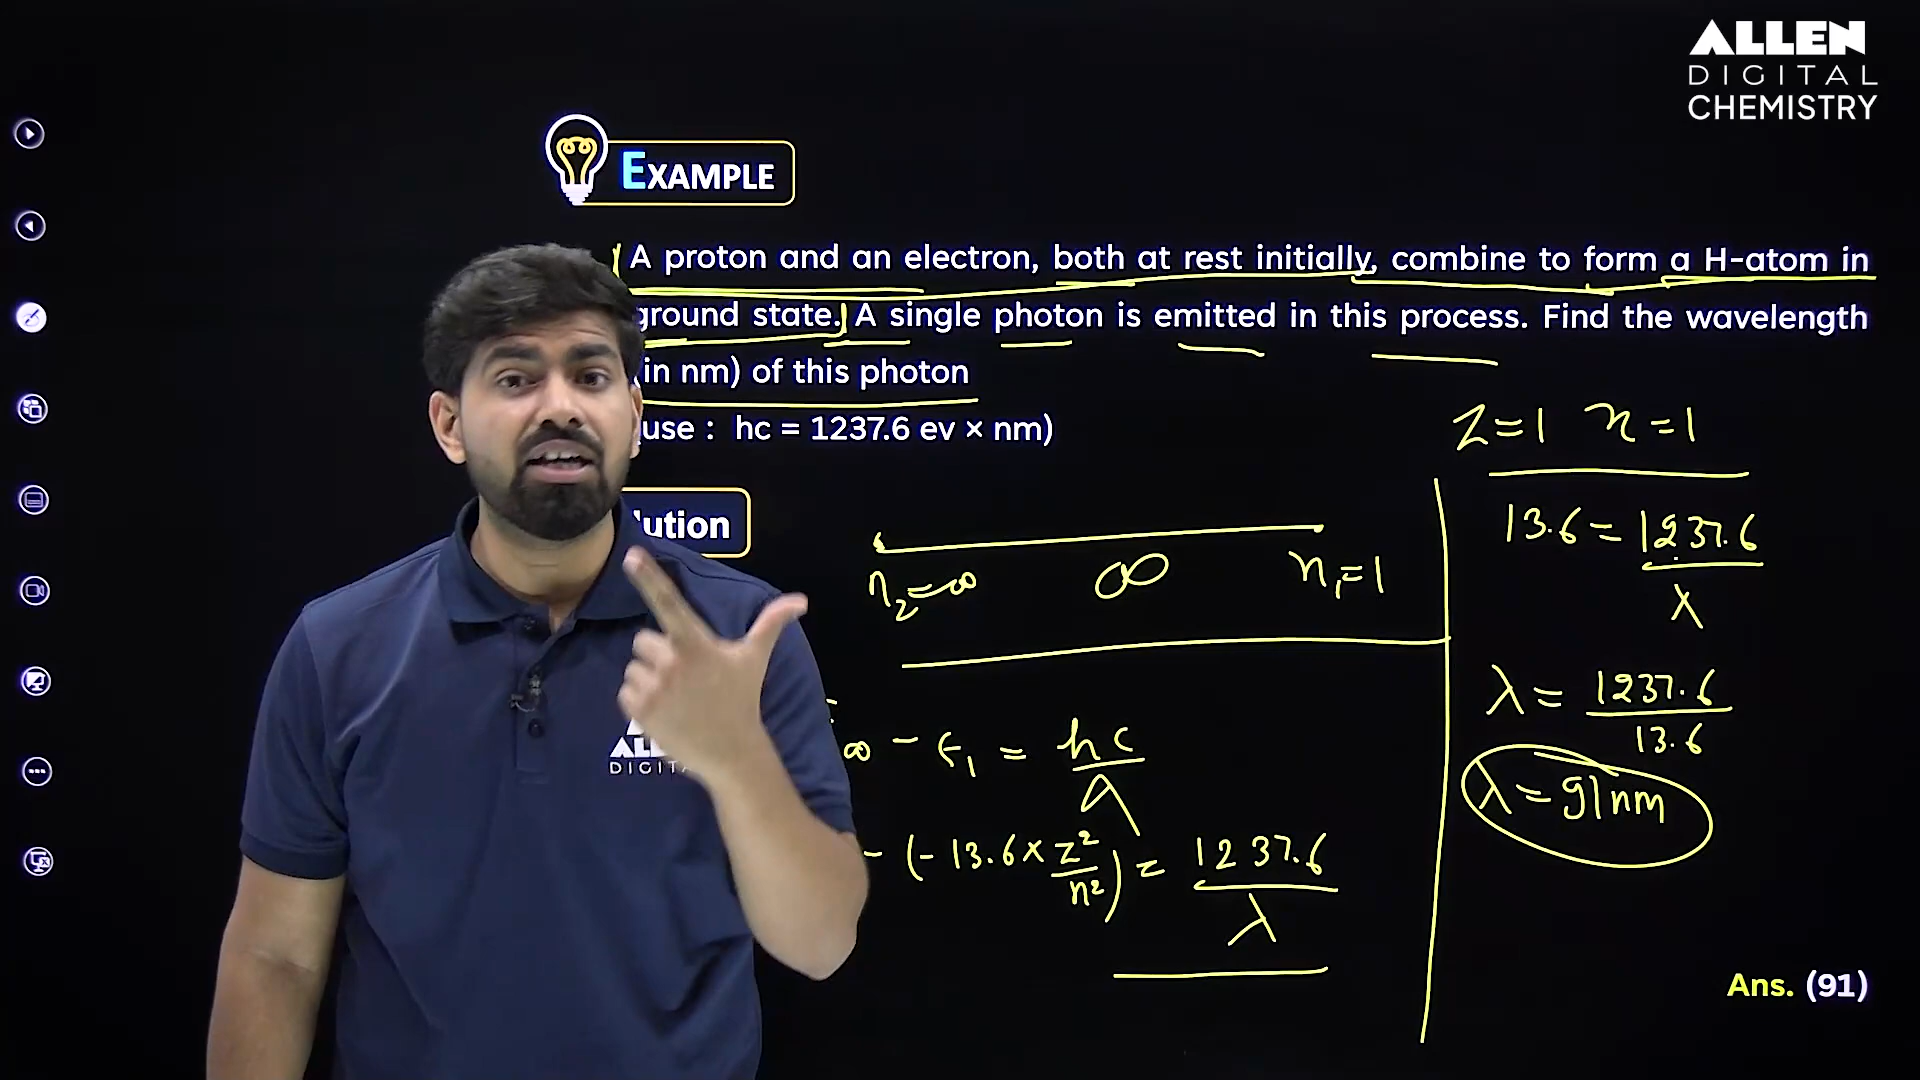 ALLEN
DIGITAL
CHEMISTRY
EXAMPLE
A proton and an electron, both at rest initially, combine to form a H-atom in
ground state. A single photon is emitted in this process. Find the wavelength
(in nm) of this photon
(use : hc = 1237.6 ev × nm)
Z=1 n=1
lution
n₂=∞ ∞ n₁=1
13.6 = 1237.6/λ
λ = 1237.6/13.6
∞ - E₁ = hc/λ
λ = 91nm
- (-13.6 × z²/n²) = 1237.6/λ
DIGITA
Ans. (91)